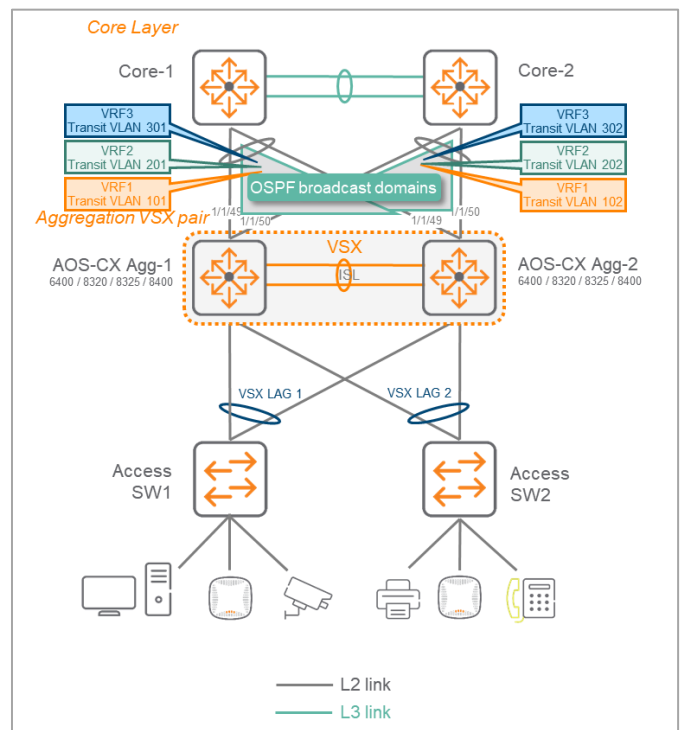 Core Layer
Core-1
Core-2
VRF3
Transit VLAN 301
VRF3
Transit VLAN 302
VRF2
Transit VLAN 201
VRF2
Transit VLAN 202
VRF1
Transit VLAN 101
VRF1
Transit VLAN 102
OSPF broadcast domains
Aggregation VSX pair
1/1/49
1/1/50
1/1/49
1/1/50
VSX
ISL
AOS-CX Agg-1
6400 / 8320 / 8325 / 8400
AOS-CX Agg-2
6400 / 8320 / 8325 / 8400
VSX LAG 1
VSX LAG 2
Access
SW1
Access
SW2
L2 link
L3 link